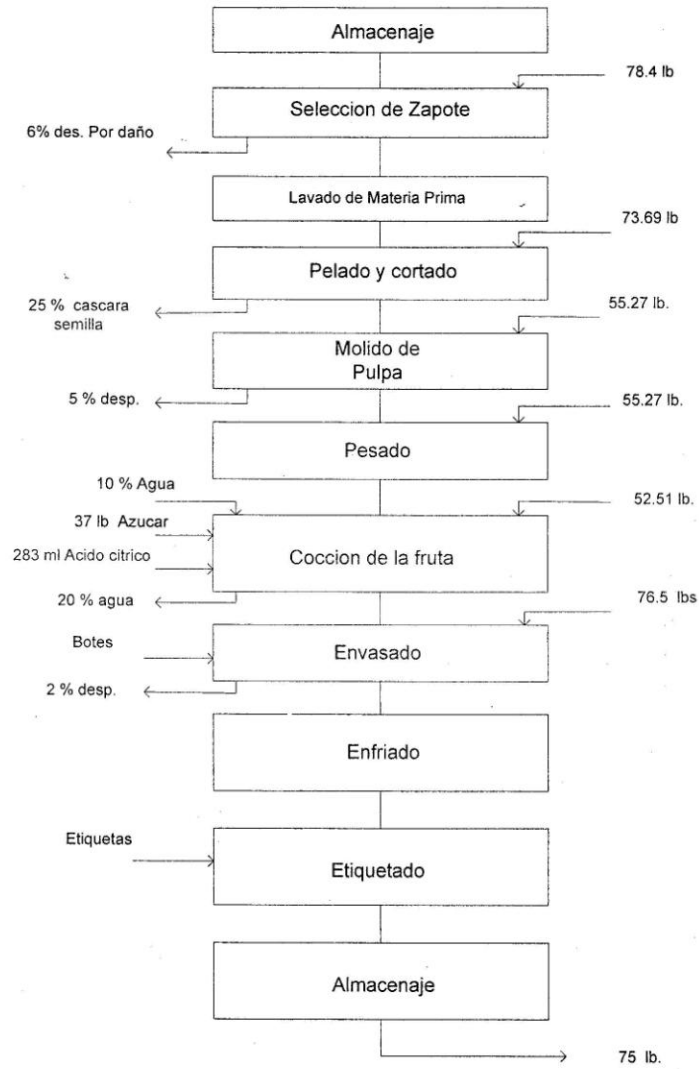 Almacenaje
78.4 lb
Seleccion de Zapote
6% des. Por daño
Lavado de Materia Prima
73.69 lb
Pelado y cortado
25 % cascara
semilla
55.27 lb.
Molido de
Pulpa
5 % desp.
55.27 lb.
Pesado
10 % Agua
52.51 lb.
37 lb Azucar
283 ml Acido citrico
Coccion de la fruta
20 % agua
76.5 lbs
Botes
Envasado
2 % desp.
Enfriado
Etiquetas
Etiquetado
Almacenaje
75 lb.